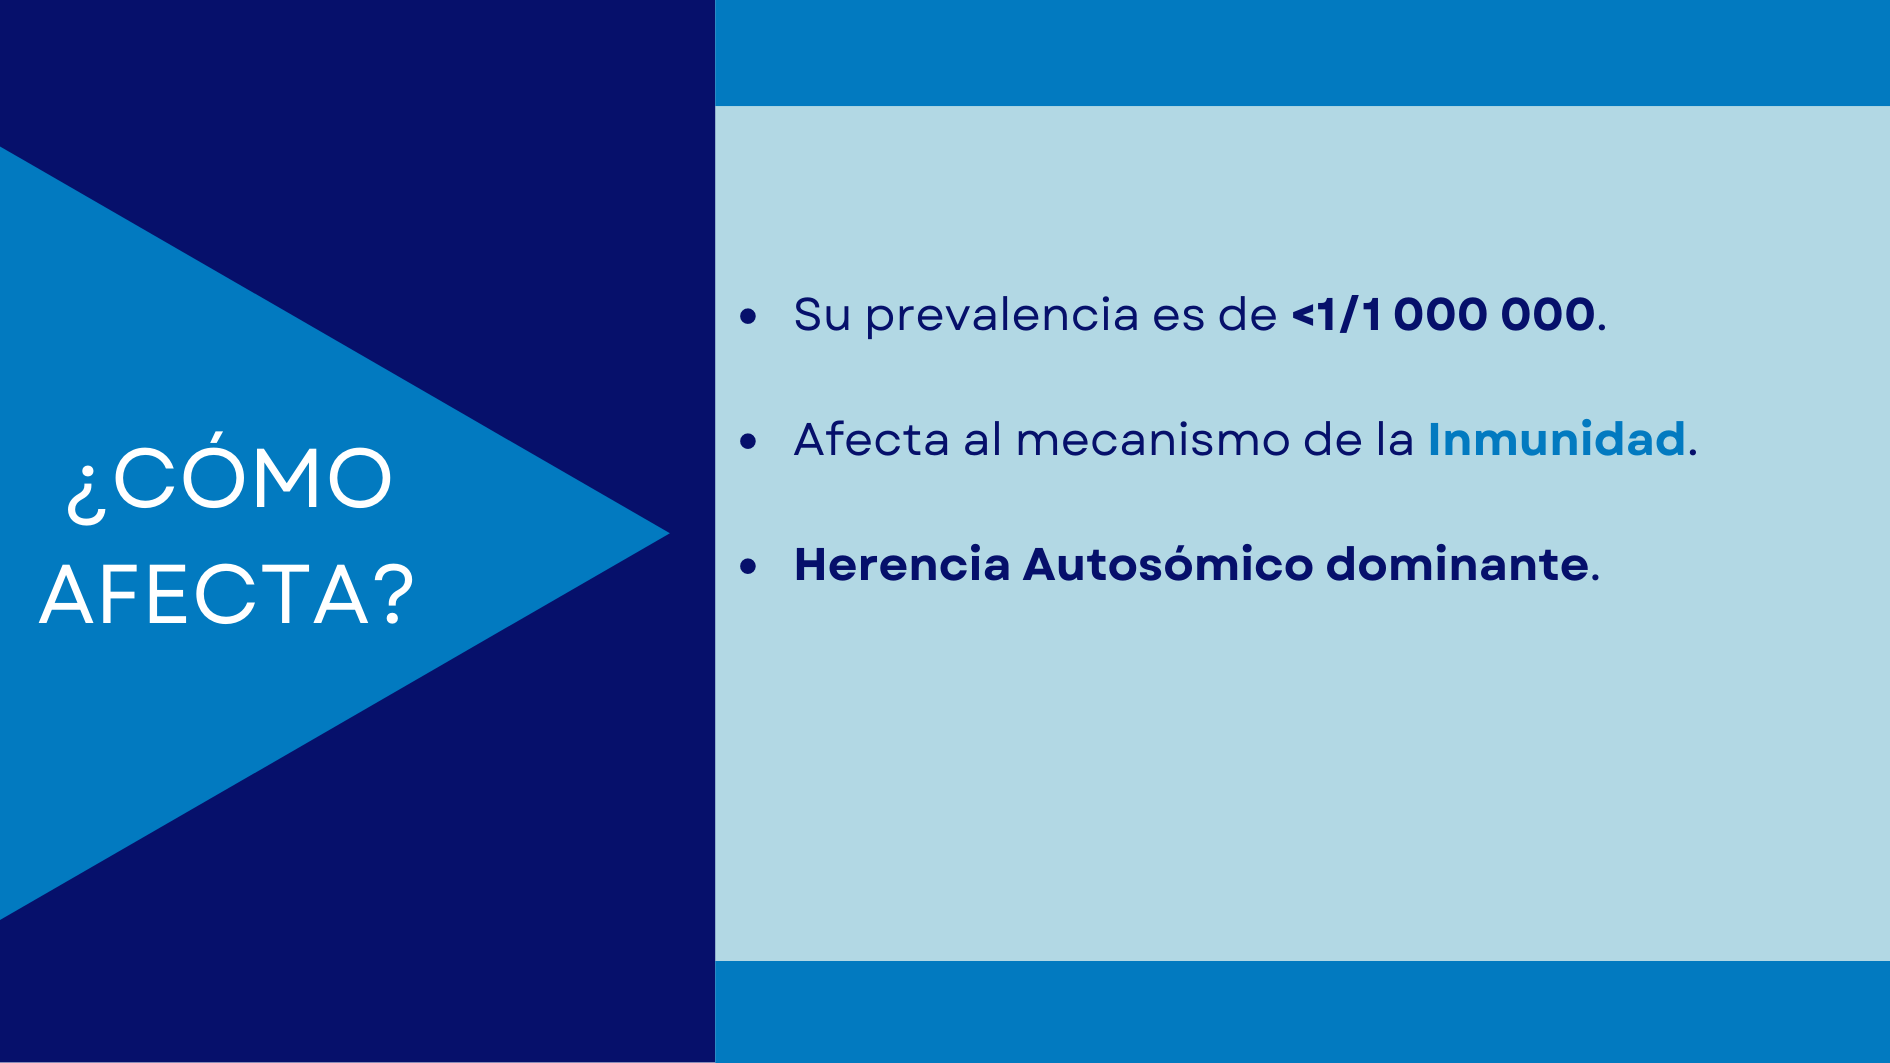 ¿CÓMO
AFECTA?
• Su prevalencia es de <1/1 000 000.
• Afecta al mecanismo de la Inmunidad.
• Herencia Autosómico dominante.